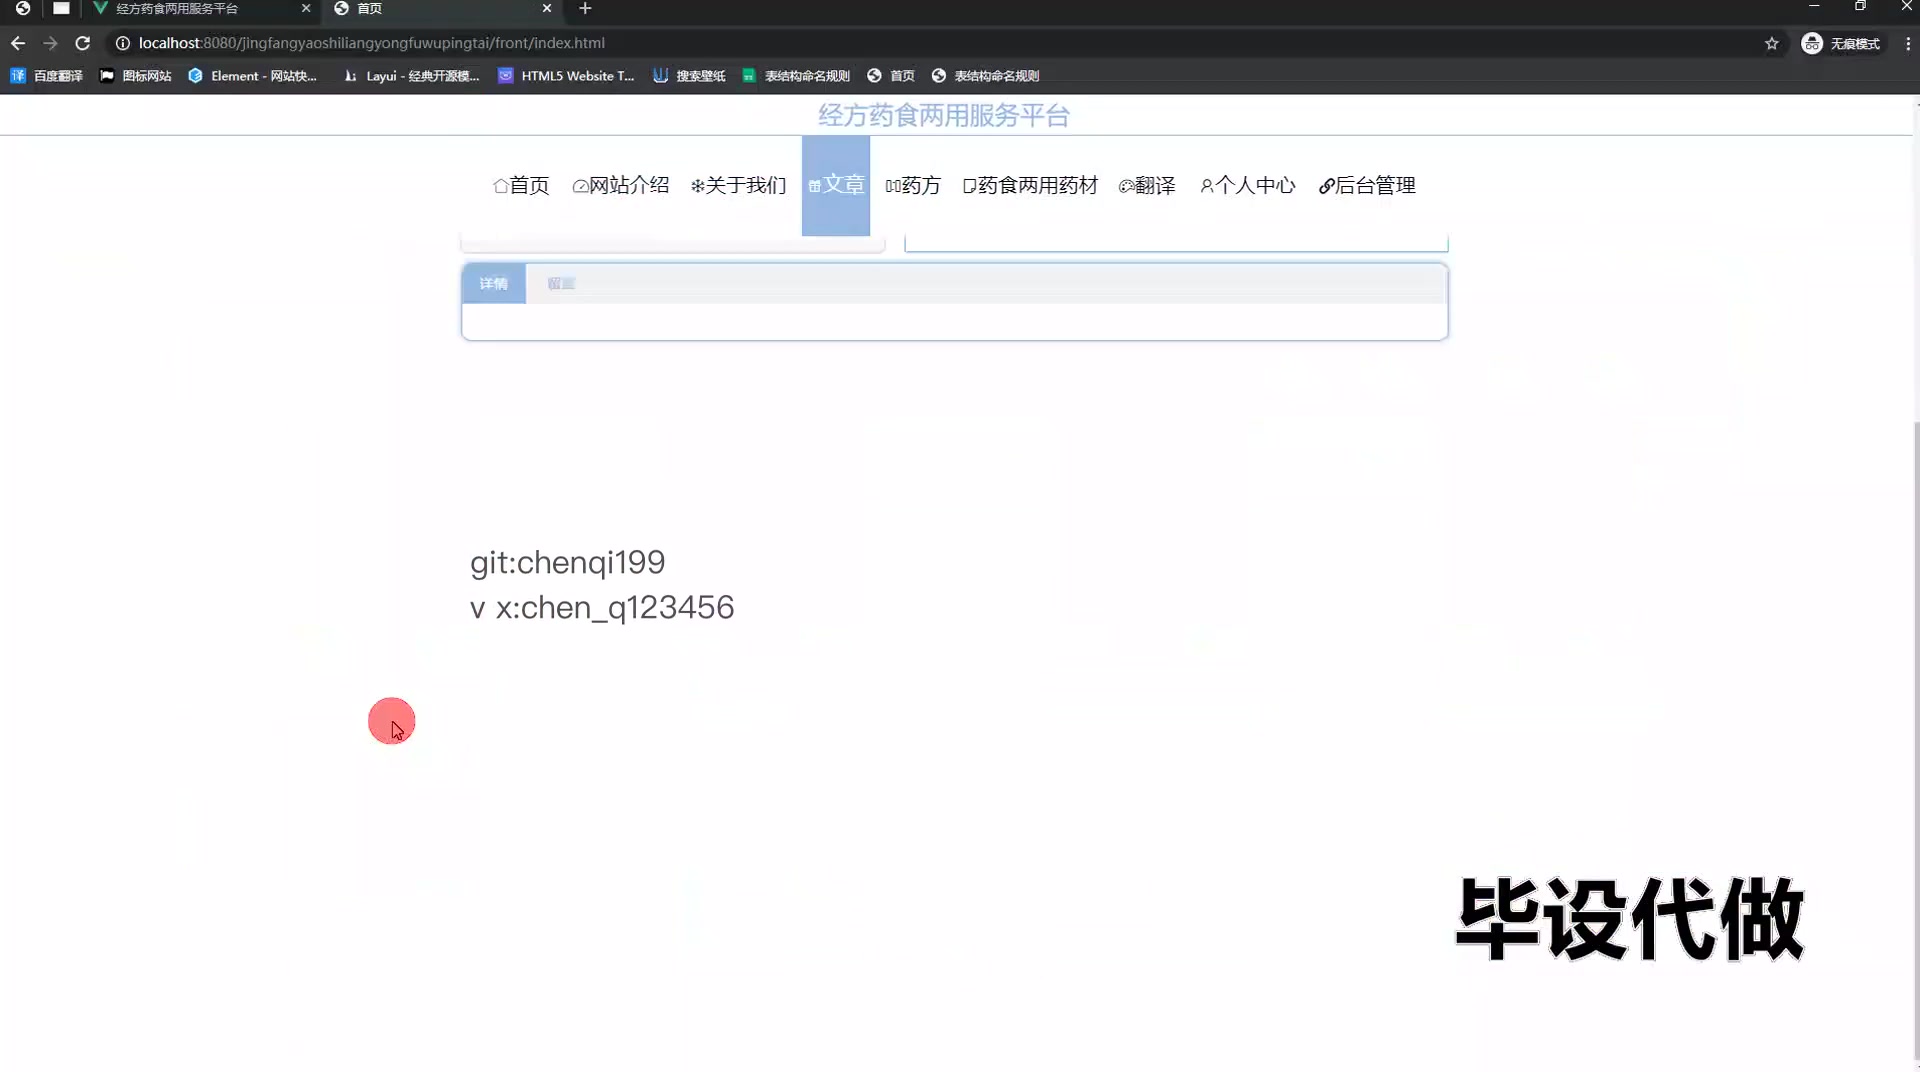 经方药食两用服务平台
首页
localhost:8080/jingfangyaoshiliangyongfuwupingtai/front/index.html
无痕模式
百度翻译 图标网站 Element - 网站快... Layui - 经典开源模... HTML5 Website T... 搜索壁纸 表结构命名规则 首页 表结构命名规则
经方药食两用服务平台
首页 网站介绍 关于我们 文章 药方 药食两用药材 翻译 个人中心 后台管理
详情
git:chenqi199
v x:chen_q123456
毕设代做